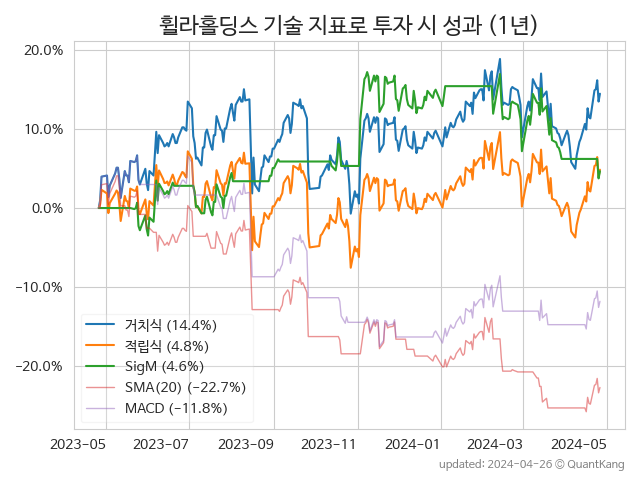 휠라홀딩스 기술 지표로 투자 시 성과 (1년)
20.0%
10.0%
0.0%
−10.0%
−20.0%
거치식 (14.4%)
적립식 (4.8%)
SigM (4.6%)
SMA(20) (−22.7%)
MACD (−11.8%)
2023-05 2023-07 2023-09 2023-11 2024-01 2024-03 2024-05
updated: 2024-04-26 © QuantKang